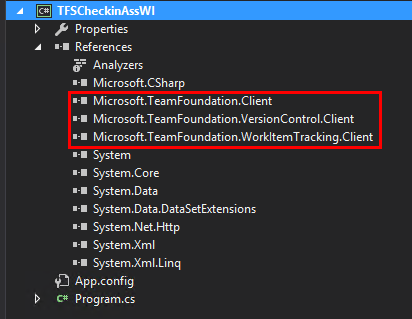 C# TFSCheckinAssWI
Properties
References
Analyzers
Microsoft.CSharp
Microsoft.TeamFoundation.Client
Microsoft.TeamFoundation.VersionControl.Client
Microsoft.TeamFoundation.WorkItemTracking.Client
System
System.Core
System.Data
System.Data.DataSetExtensions
System.Net.Http
System.Xml
System.Xml.Linq
App.config
C# Program.cs